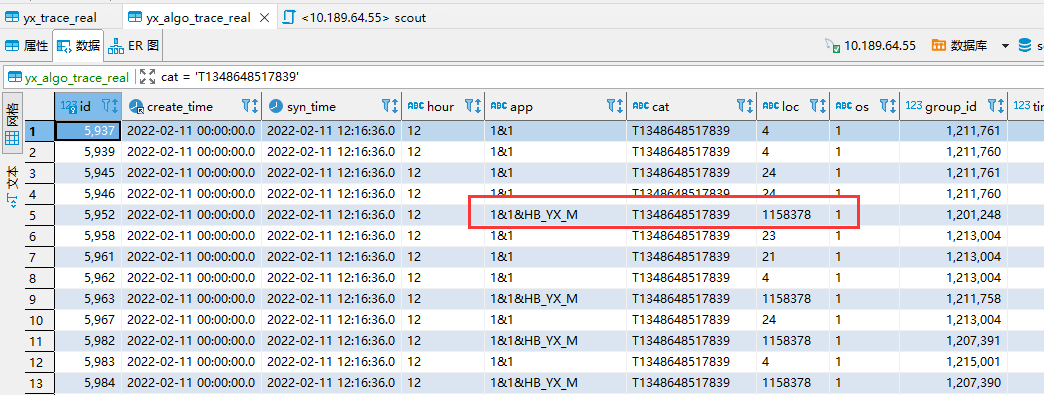 yx_trace_real yx_algo_trace_real <10.189.64.55> scout
属性 数据 ER 图 10.189.64.55 数据库
yx_algo_trace_real cat = 'T1348648517839'
网格
文本
123 id create_time syn_time ABC hour ABC app ABC cat ABC loc ABC os 123 group_id
1 5,937 2022-02-11 00:00:00.0 2022-02-11 12:16:36.0 12 1&1 T1348648517839 4 1 1,211,761
2 5,939 2022-02-11 00:00:00.0 2022-02-11 12:16:36.0 12 1&1 T1348648517839 4 1 1,211,760
3 5,945 2022-02-11 00:00:00.0 2022-02-11 12:16:36.0 12 1&1 T1348648517839 24 1 1,211,761
4 5,946 2022-02-11 00:00:00.0 2022-02-11 12:16:36.0 12 1&1 T1348648517839 24 1 1,211,760
5 5,952 2022-02-11 00:00:00.0 2022-02-11 12:16:36.0 12 1&1&HB_YX_M T1348648517839 1158378 1 1,201,248
6 5,958 2022-02-11 00:00:00.0 2022-02-11 12:16:36.0 12 1&1 T1348648517839 23 1 1,213,004
7 5,961 2022-02-11 00:00:00.0 2022-02-11 12:16:36.0 12 1&1 T1348648517839 21 1 1,213,004
8 5,962 2022-02-11 00:00:00.0 2022-02-11 12:16:36.0 12 1&1 T1348648517839 4 1 1,213,004
9 5,963 2022-02-11 00:00:00.0 2022-02-11 12:16:36.0 12 1&1&HB_YX_M T1348648517839 1158378 1 1,211,758
10 5,967 2022-02-11 00:00:00.0 2022-02-11 12:16:36.0 12 1&1 T1348648517839 24 1 1,213,004
11 5,982 2022-02-11 00:00:00.0 2022-02-11 12:16:36.0 12 1&1&HB_YX_M T1348648517839 1158378 1 1,207,391
12 5,983 2022-02-11 00:00:00.0 2022-02-11 12:16:36.0 12 1&1 T1348648517839 4 1 1,215,001
13 5,984 2022-02-11 00:00:00.0 2022-02-11 12:16:36.0 12 1&1&HB_YX_M T1348648517839 1158378 1 1,207,390